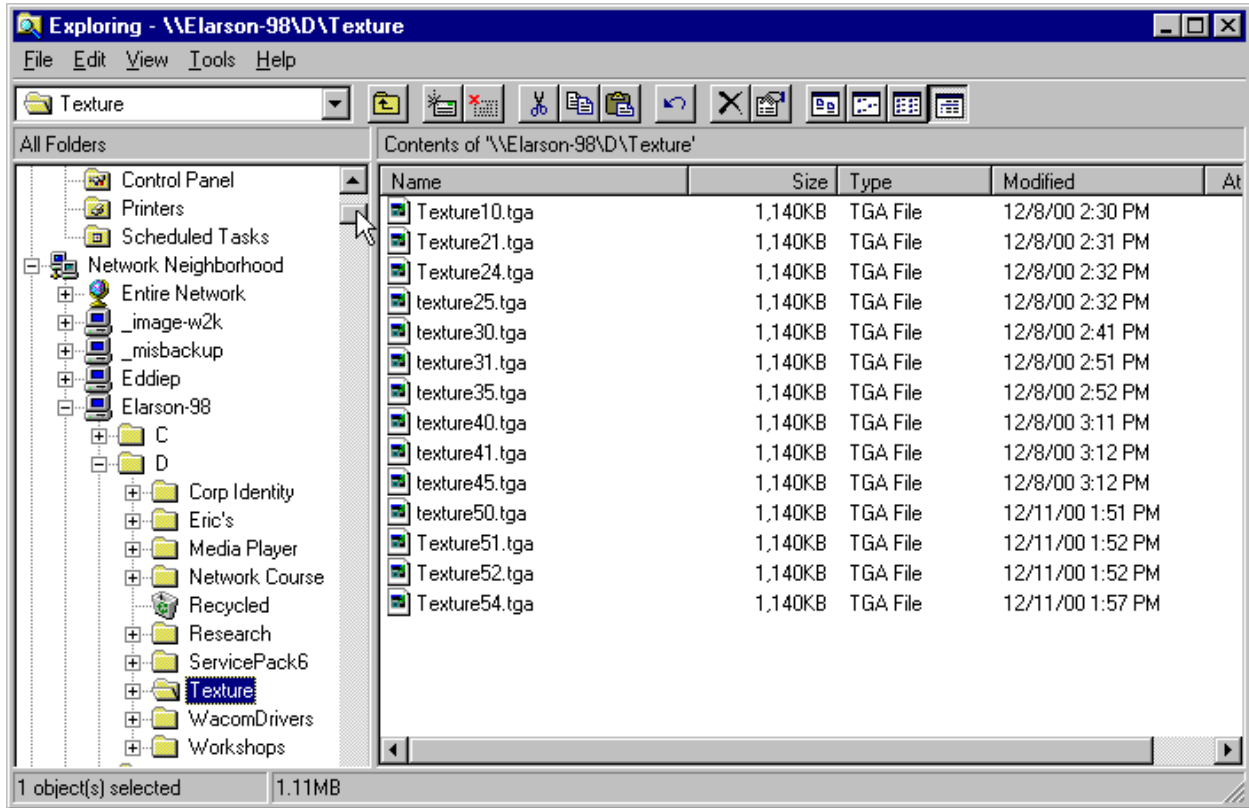 Exploring - \\Elarson-98\D\Texture
File Edit View Tools Help
Texture
All Folders
Contents of '\\Elarson-98\D\Texture'
Control Panel
Printers
Scheduled Tasks
Network Neighborhood
Entire Network
_image-w2k
_misbackup
Eddiep
Elarson-98
C
D
Corp Identity
Eric's
Media Player
Network Course
Recycled
Research
ServicePack6
Texture
WacomDrivers
Workshops
Name Size Type Modified At
Texture10.tga 1,140KB TGA File 12/8/00 2:30 PM
Texture21.tga 1,140KB TGA File 12/8/00 2:31 PM
Texture24.tga 1,140KB TGA File 12/8/00 2:32 PM
texture25.tga 1,140KB TGA File 12/8/00 2:32 PM
texture30.tga 1,140KB TGA File 12/8/00 2:41 PM
texture31.tga 1,140KB TGA File 12/8/00 2:51 PM
texture35.tga 1,140KB TGA File 12/8/00 2:52 PM
texture40.tga 1,140KB TGA File 12/8/00 3:11 PM
texture41.tga 1,140KB TGA File 12/8/00 3:12 PM
texture45.tga 1,140KB TGA File 12/8/00 3:12 PM
texture50.tga 1,140KB TGA File 12/11/00 1:51 PM
Texture51.tga 1,140KB TGA File 12/11/00 1:52 PM
Texture52.tga 1,140KB TGA File 12/11/00 1:52 PM
Texture54.tga 1,140KB TGA File 12/11/00 1:57 PM
1 object(s) selected 1.11MB